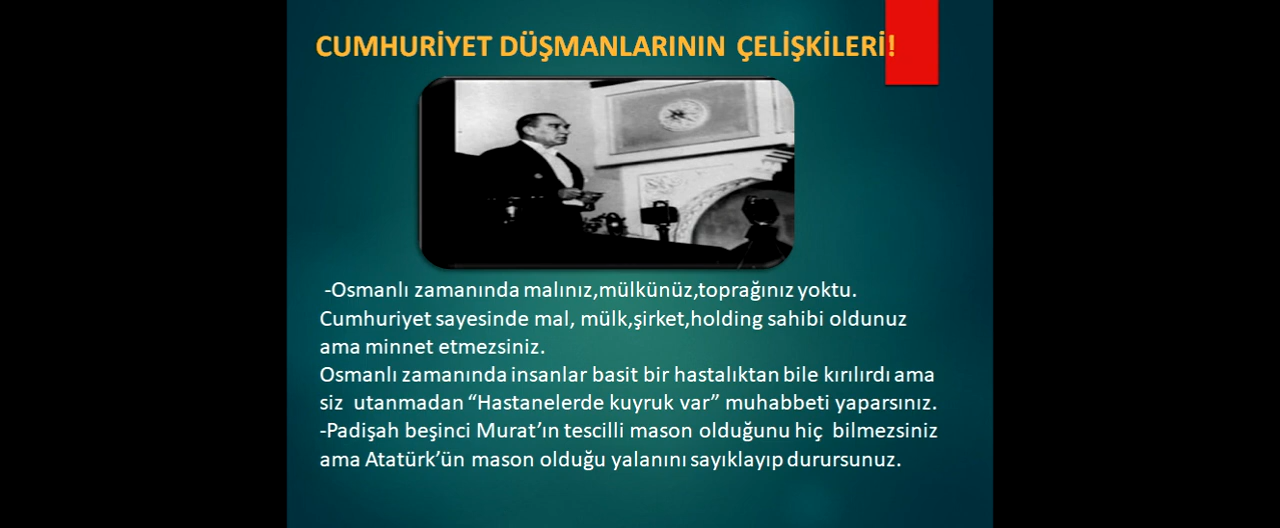 CUMHURİYET DÜŞMANLARININ ÇELİŞKİLERİ!
-Osmanlı zamanında malınız,mülkünüz,toprağınız yoktu.
Cumhuriyet sayesinde mal, mülk,şirket,holding sahibi oldunuz
ama minnet etmezsiniz.
Osmanlı zamanında insanlar basit bir hastalıktan bile kırılırdı ama
siz utanmadan “Hastanelerde kuyruk var” muhabbeti yaparsınız.
-Padişah beşinci Murat’ın tescilli mason olduğunu hiç bilmezsiniz
ama Atatürk’ün mason olduğu yalanını sayıklayıp durursunuz.